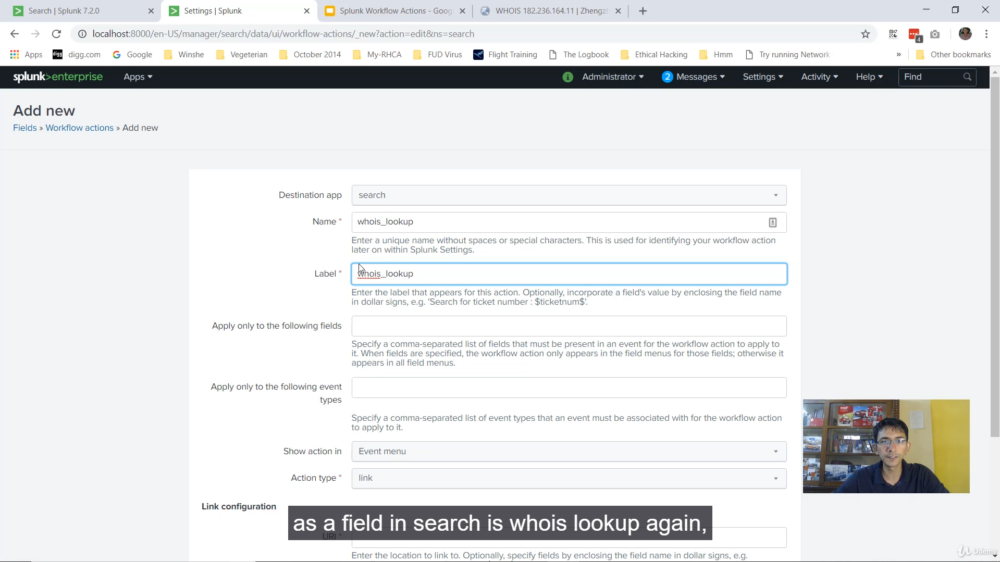 Search | Splunk 7.2.0
Settings | Splunk
Splunk Workflow Actions - Goog
WHOIS 182.236.164.11 | Zhengzh
localhost:8000/en-US/manager/search/data/ui/workflow-actions/_new?action=edit&ns=search
4
Apps
digg
digg.com
Google
Winshe
Vegeterian
October 2014
My-RHCA
FUD Virus
Flight Training
The Logbook
Ethical Hacking
Hmm
Try running Network
»
Other bookmarks
splunk>enterprise
Apps
i
Administrator
2
Messages
Settings
Activity
Help
Find
Add new
Fields » Workflow actions » Add new
Destination app
search
Name *
whois_lookup
Enter a unique name without spaces or special characters. This is used for identifying your workflow action
later on within Splunk Settings.
Label *
whois_lookup
Enter the label that appears for this action. Optionally, incorporate a field's value by enclosing the field name
in dollar signs, e.g. 'Search for ticket number : $ticketnum$'.
Apply only to the following fields
Specify a comma-separated list of fields that must be present in an event for the workflow action to apply to
it. When fields are specified, the workflow action only appears in the field menus for those fields; otherwise it
appears in all field menus.
Apply only to the following event
types
Specify a comma-separated list of event types that an event must be associated with for the workflow action
to apply to it.
Show action in
Event menu
Action type *
link
Link configuration
as a field in search is whois lookup again,
URI *
Enter the location to link to. Optionally, specify fields by enclosing the field name in dollar signs, e.g.
Udemy